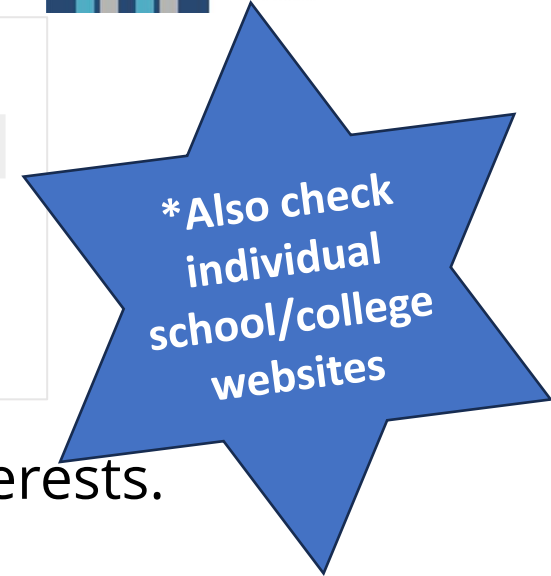 *Also check
individual
school/college
websites
erests.